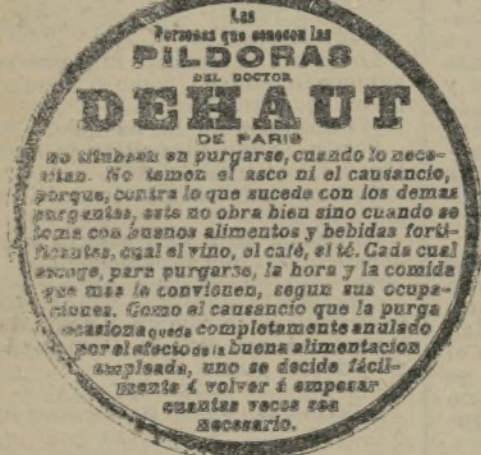 Las
Personas que conocen las
PILDORAS
DEL DOCTOR
DEHAUT
DE PARIS
no titubean en purgarse, cuando lo nece-
sitan. No temen el asco ni el causancio,
porque, contra lo que sucede con los demas
purgantes, este no obra bien sino cuando se
toma con buenos alimentos y bebidas forti-
ficantes, cual el vino, el café, el té. Cada cual
escoge, para purgarse, la hora y la comida
que mas le convienen, segun sus ocupa-
ciones. Como el causancio que la purga
ocasiona queda completamente anulado
por el efecto de la buena alimentacion
empleada, uno se decide fácil-
mente á volver á empezar
cuantas veces sea
necesario.